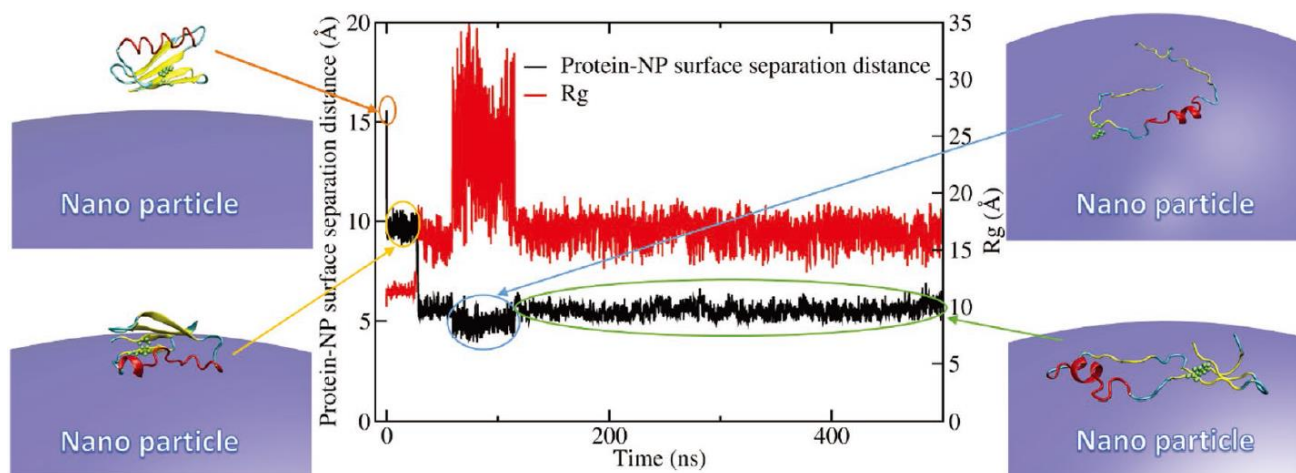 Nano particle
Nano particle
Protein-NP surface separation distance (Å)
20
15
10
5
0
Protein-NP surface separation distance
Rg
35
30
25
20
15
10
5
0
Rg (Å)
0
200
400
Time (ns)
Nano particle
Nano particle